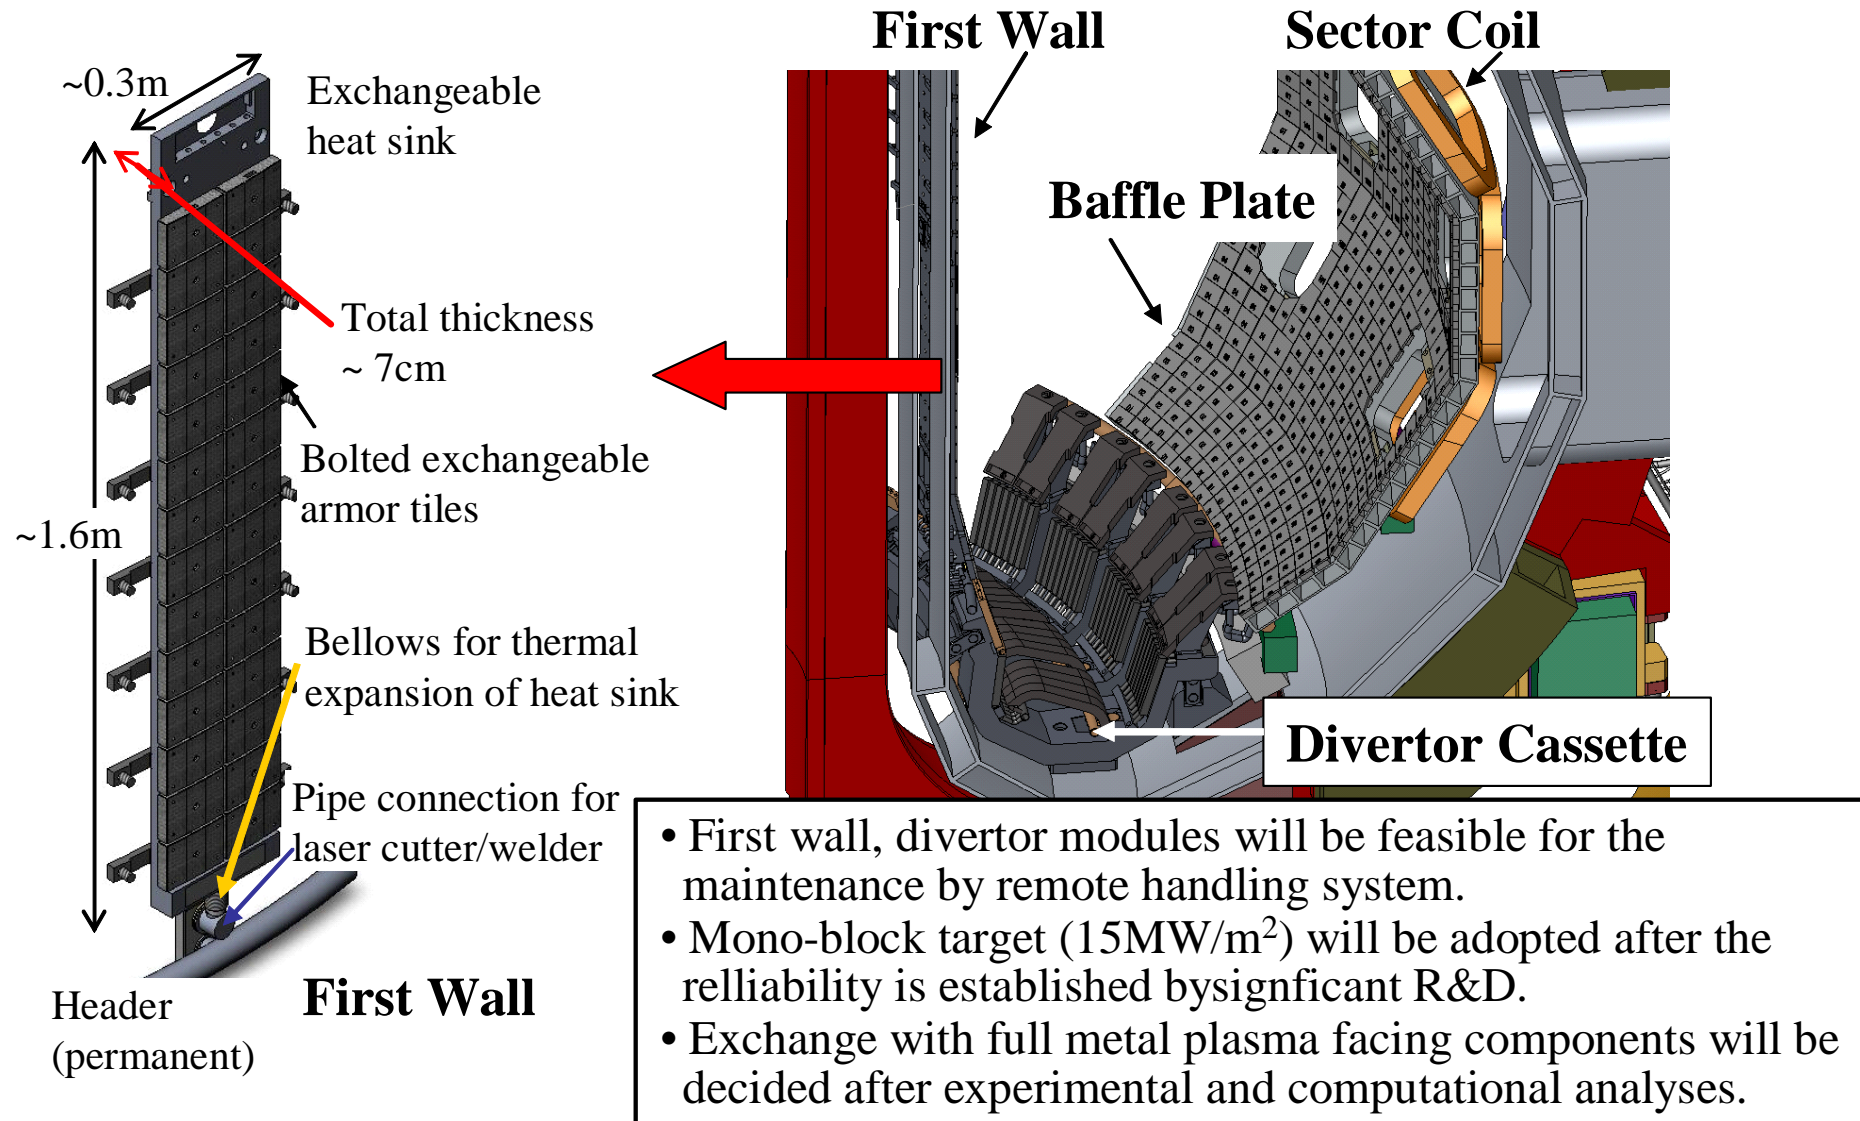 First Wall
Sector Coil
~0.3m
Exchangeable
heat sink
Baffle Plate
Total thickness
~ 7cm
Bolted exchangeable
armor tiles
~1.6m
Bellows for thermal
expansion of heat sink
Divertor Cassette
Pipe connection for
laser cutter/welder
Header
(permanent)
First Wall
• First wall, divertor modules will be feasible for the
maintenance by remote handling system.
• Mono-block target (15MW/m²) will be adopted after the
relliability is established bysignficant R&D.
• Exchange with full metal plasma facing components will be
decided after experimental and computational analyses.